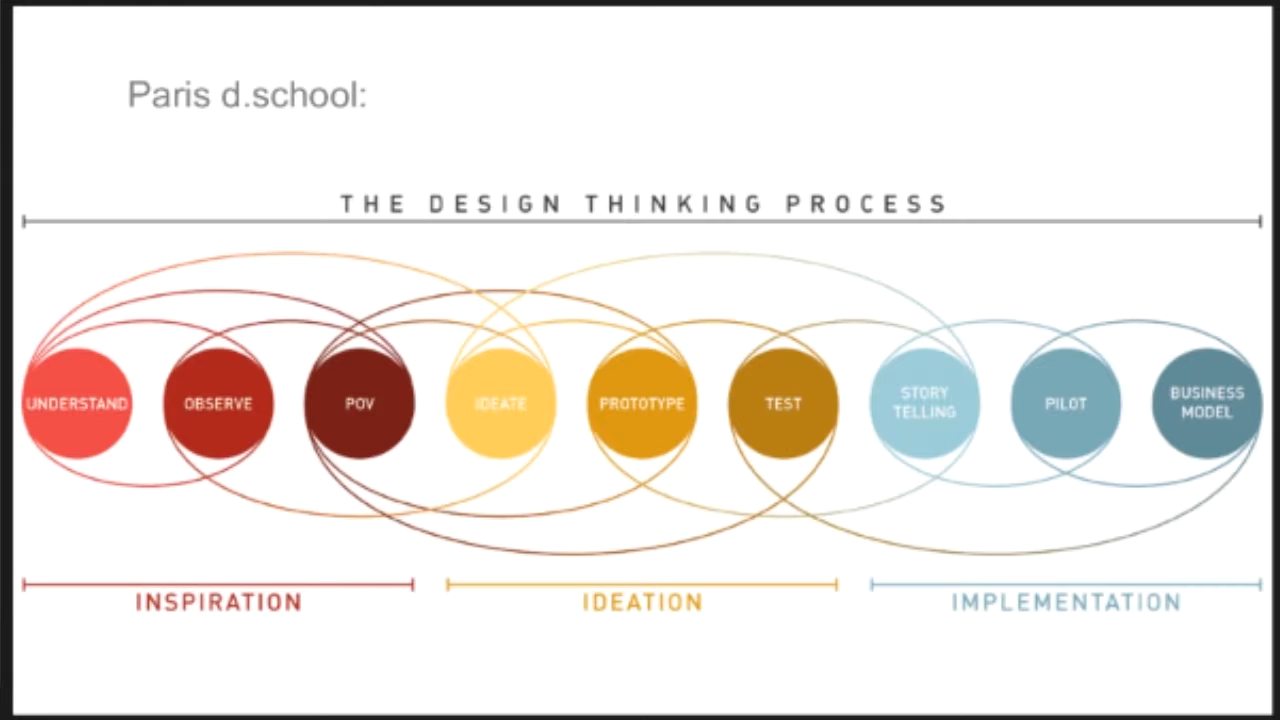 Paris d.school:
THE DESIGN THINKING PROCESS
UNDERSTAND
OBSERVE
POV
IDEATE
PROTOTYPE
TEST
STORY
TELLING
PILOT
BUSINESS
MODEL
INSPIRATION
IDEATION
IMPLEMENTATION